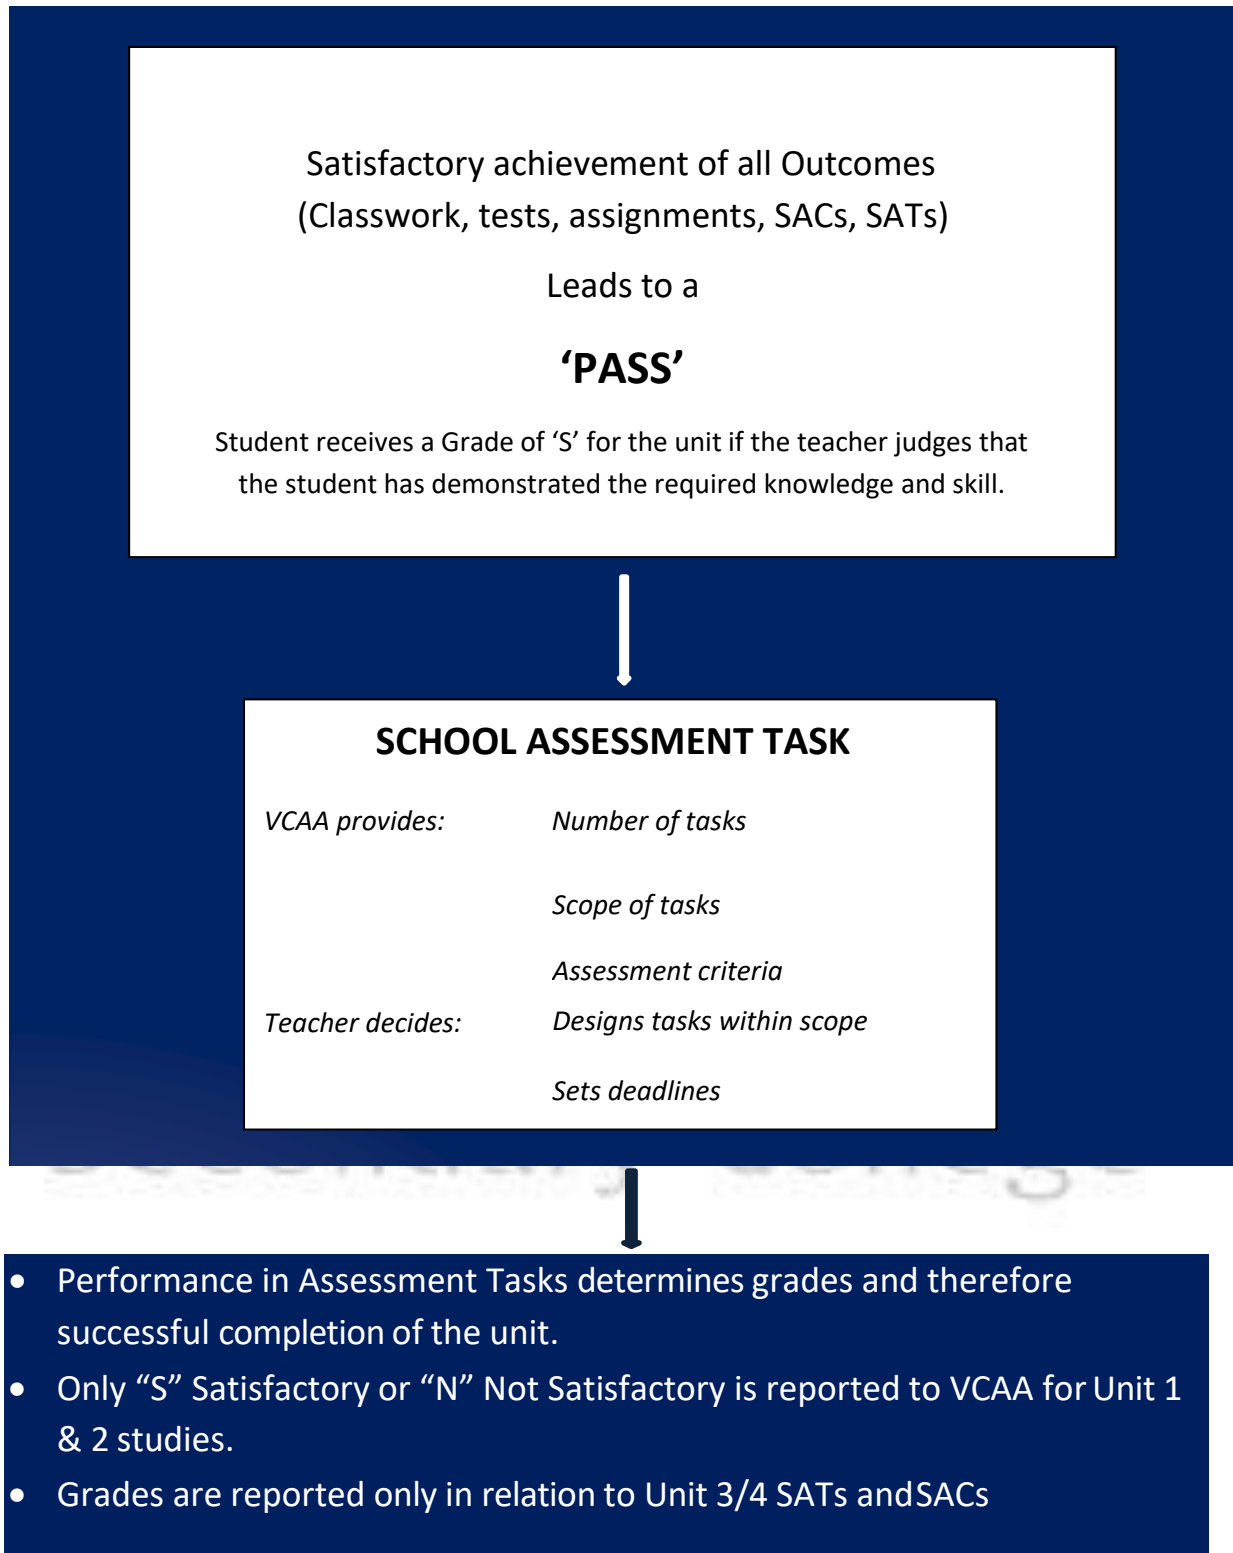 Satisfactory achievement of all Outcomes
(Classwork, tests, assignments, SACs, SATs)
Leads to a
‘PASS’
Student receives a Grade of ‘S’ for the unit if the teacher judges that
the student has demonstrated the required knowledge and skill.
SCHOOL ASSESSMENT TASK
VCAA provides: Number of tasks
Scope of tasks
Assessment criteria
Teacher decides: Designs tasks within scope
Sets deadlines
• Performance in Assessment Tasks determines grades and therefore
successful completion of the unit.
• Only “S” Satisfactory or “N” Not Satisfactory is reported to VCAA for Unit 1
& 2 studies.
• Grades are reported only in relation to Unit 3/4 SATs andSACs